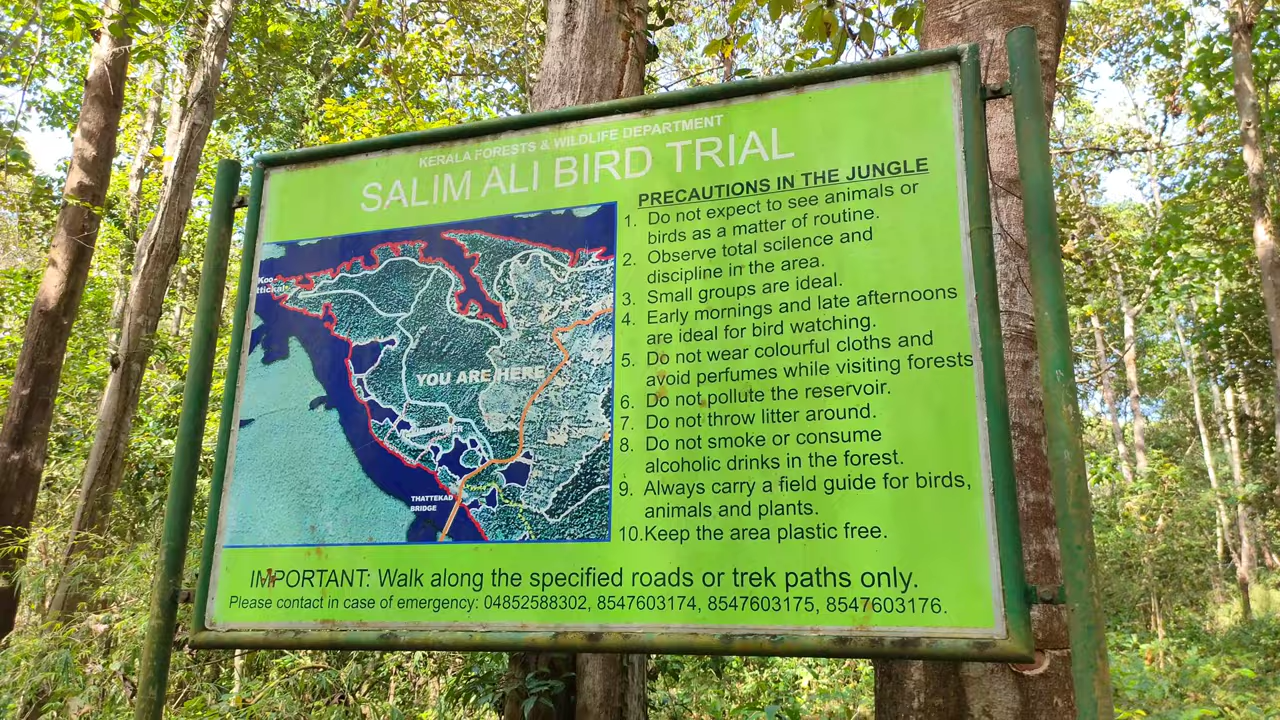 KERALA FORESTS & WILDLIFE DEPARTMENT
SALIM ALI BIRD TRIAL
Koo-
ttickal
YOU ARE HERE
TOWER
THATTEKAD
BRIDGE
PRECAUTIONS IN THE JUNGLE
1. Do not expect to see animals or
birds as a matter of routine.
2. Observe total scilence and
discipline in the area.
3. Small groups are ideal.
4. Early mornings and late afternoons
are ideal for bird watching.
5. Do not wear colourful cloths and
avoid perfumes while visiting forests
6. Do not pollute the reservoir.
7. Do not throw litter around.
8. Do not smoke or consume
alcoholic drinks in the forest.
9. Always carry a field guide for birds,
animals and plants.
10.Keep the area plastic free.
IMPORTANT: Walk along the specified roads or trek paths only.
Please contact in case of emergency: 04852588302, 8547603174, 8547603175, 8547603176.